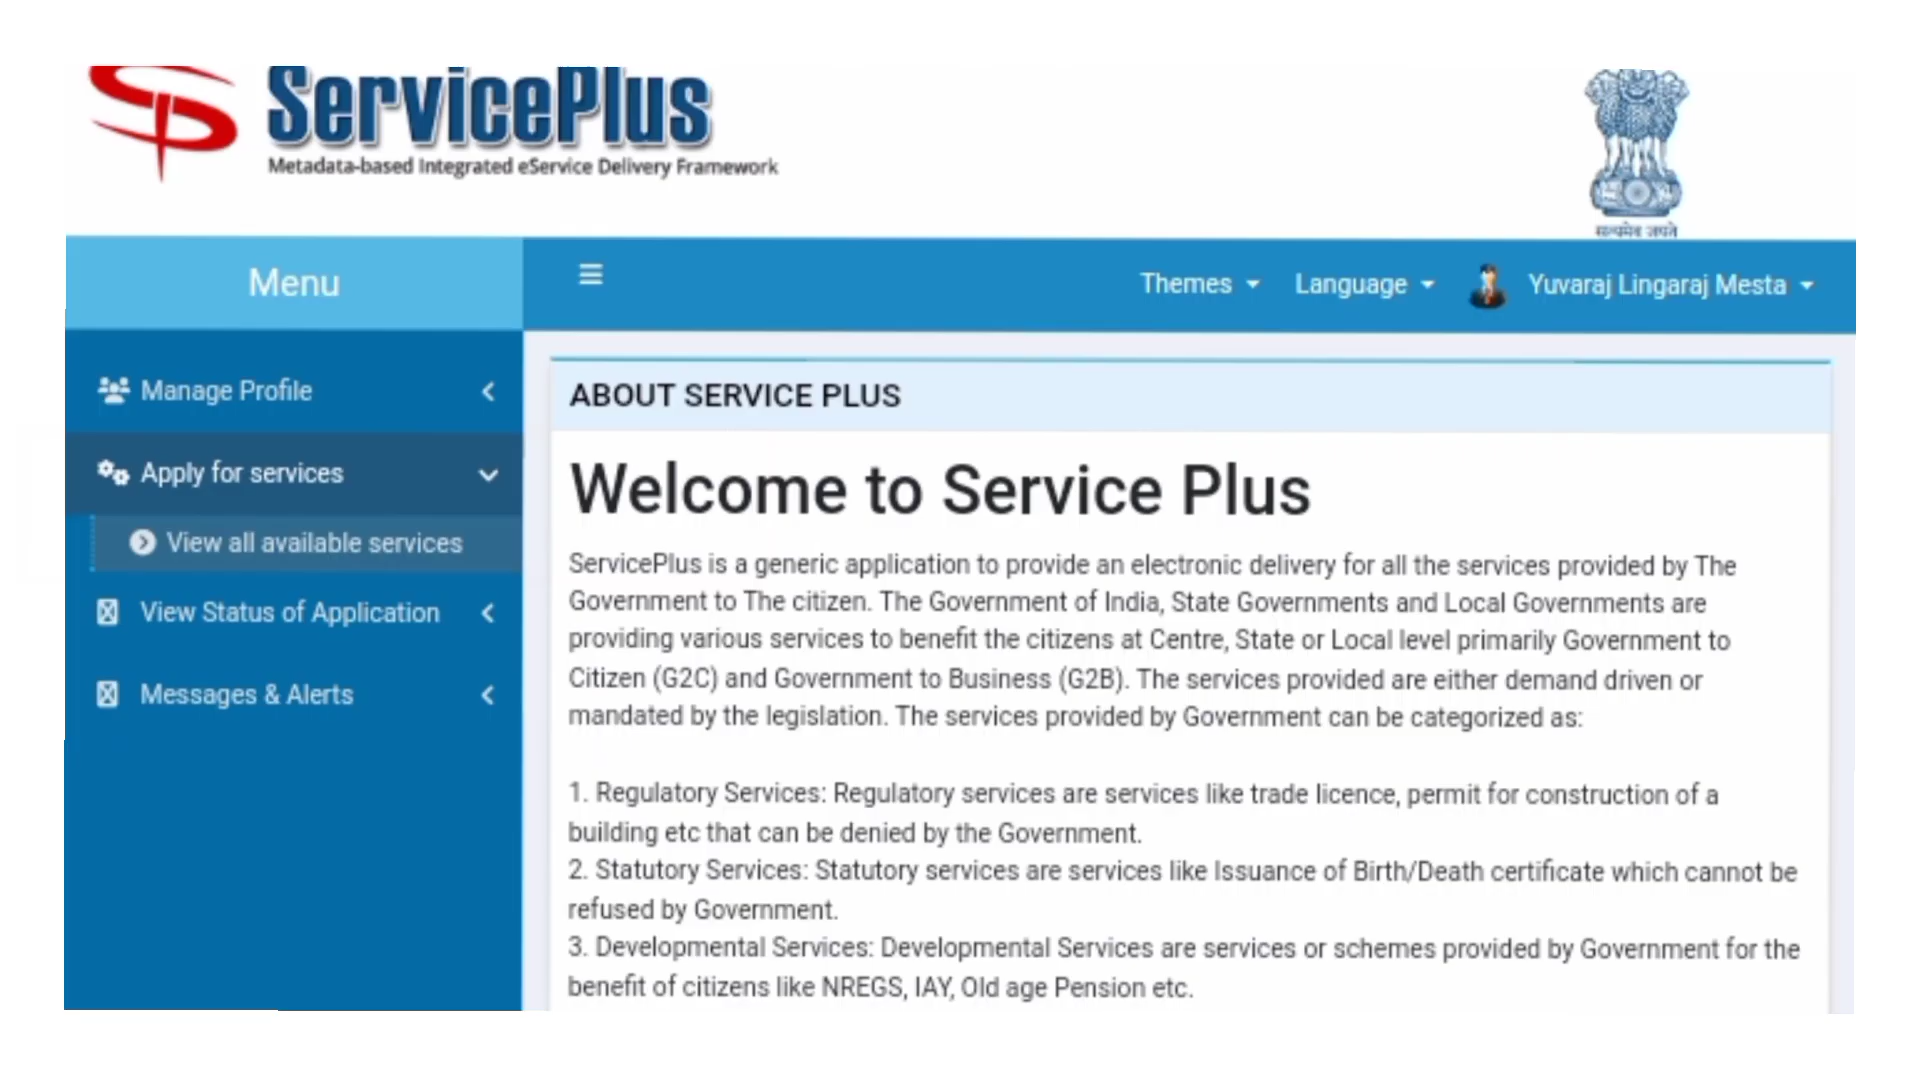 ServicePlus
Metadata-based Integrated eService Delivery Framework
सत्यमेव जयते
Menu
Themes
Language
Yuvaraj Lingaraj Mesta
Manage Profile
Apply for services
View all available services
View Status of Application
Messages & Alerts
ABOUT SERVICE PLUS
Welcome to Service Plus
ServicePlus is a generic application to provide an electronic delivery for all the services provided by The
Government to The citizen. The Government of India, State Governments and Local Governments are
providing various services to benefit the citizens at Centre, State or Local level primarily Government to
Citizen (G2C) and Government to Business (G2B). The services provided are either demand driven or
mandated by the legislation. The services provided by Government can be categorized as:
1. Regulatory Services: Regulatory services are services like trade licence, permit for construction of a
building etc that can be denied by the Government.
2. Statutory Services: Statutory services are services like Issuance of Birth/Death certificate which cannot be
refused by Government.
3. Developmental Services: Developmental Services are services or schemes provided by Government for the
benefit of citizens like NREGS, IAY, Old age Pension etc.